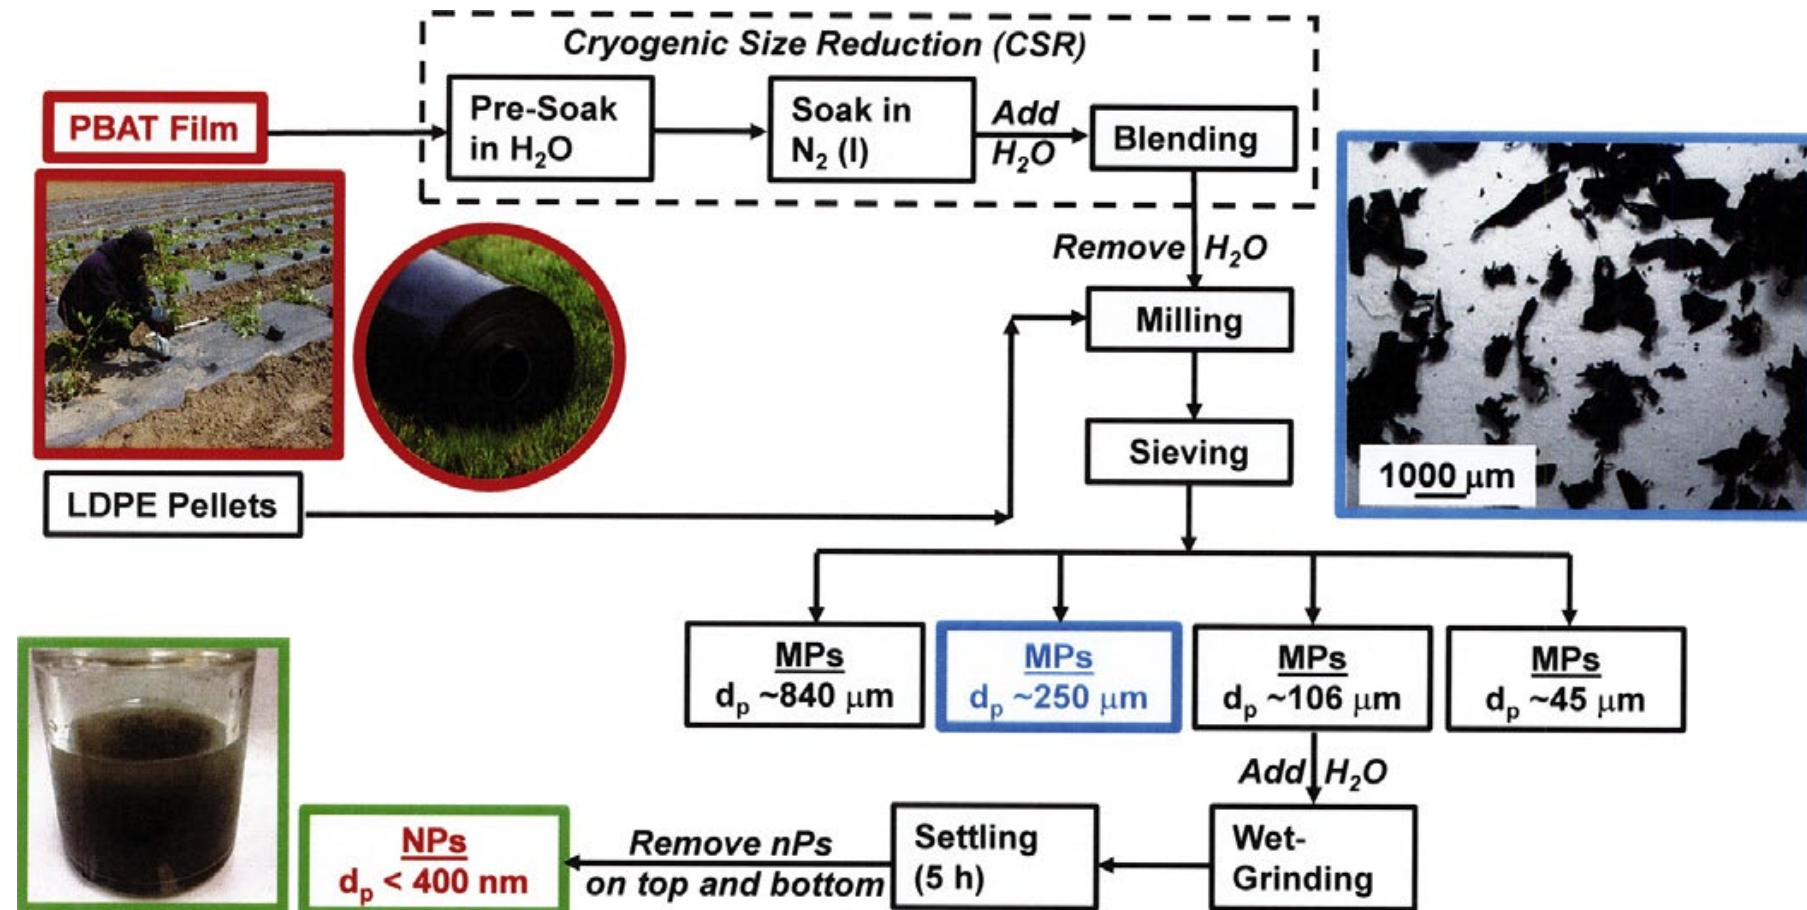 Cryogenic Size Reduction (CSR)
PBAT Film
Pre-Soak
in H₂O
Soak in
N₂ (l)
Add
H₂O
Blending
Remove H₂O
Milling
Sieving
LDPE Pellets
1000 μm
MPs
dₚ ~840 μm
MPs
dₚ ~250 μm
MPs
dₚ ~106 μm
MPs
dₚ ~45 μm
Add H₂O
Wet-
Grinding
Settling
(5 h)
Remove nPs
on top and bottom
NPs
dₚ < 400 nm